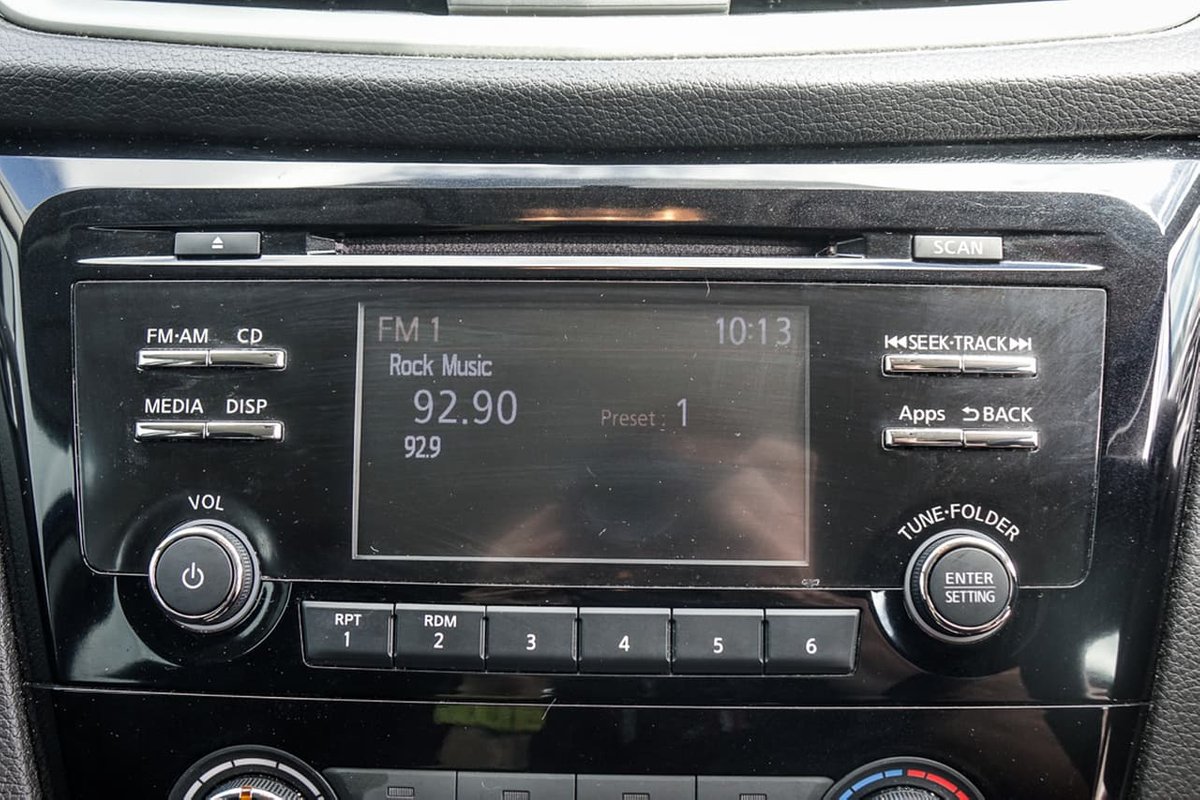 SCAN
FM·AM CD
MEDIA DISP
VOL
FM 1 10:13
Rock Music
92.90
Preset : 1
92.9
SEEK·TRACK
Apps BACK
TUNE·FOLDER
ENTER
SETTING
RPT RDM
1 2 3 4 5 6